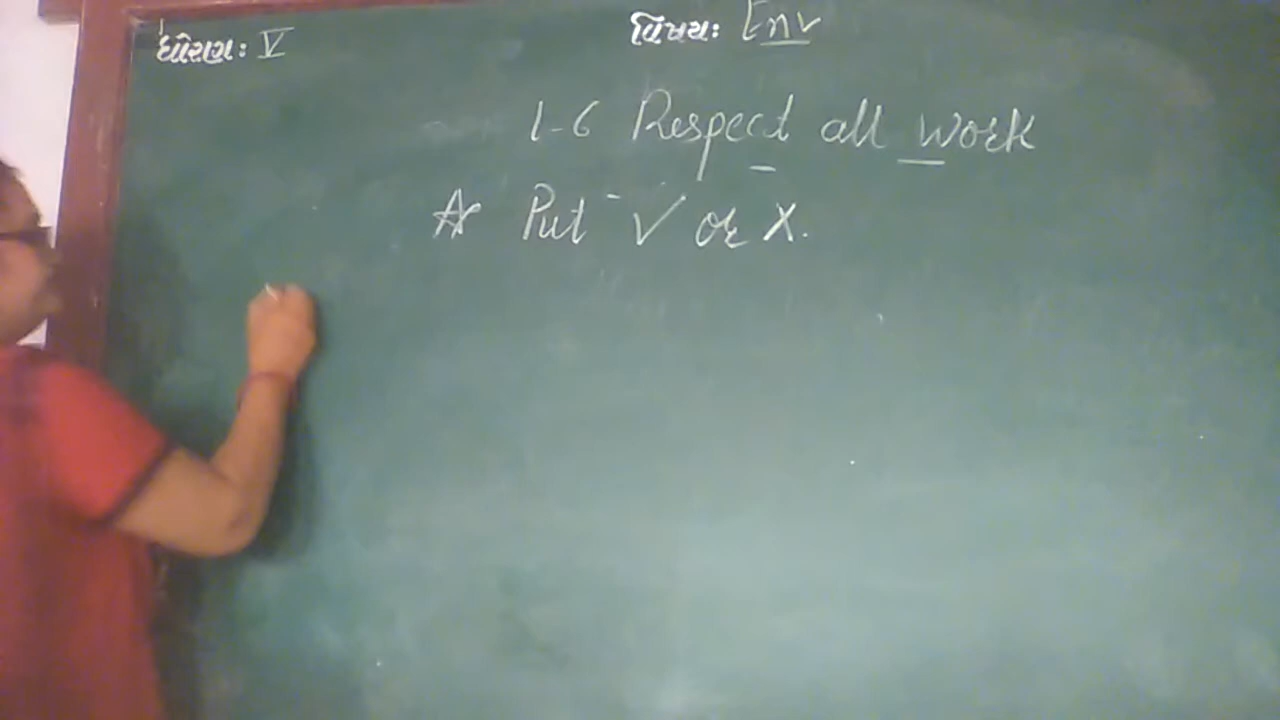 ધોરણ: V
વિષય: Env
1-6 Respect all work
☆ Put ✓ or X.